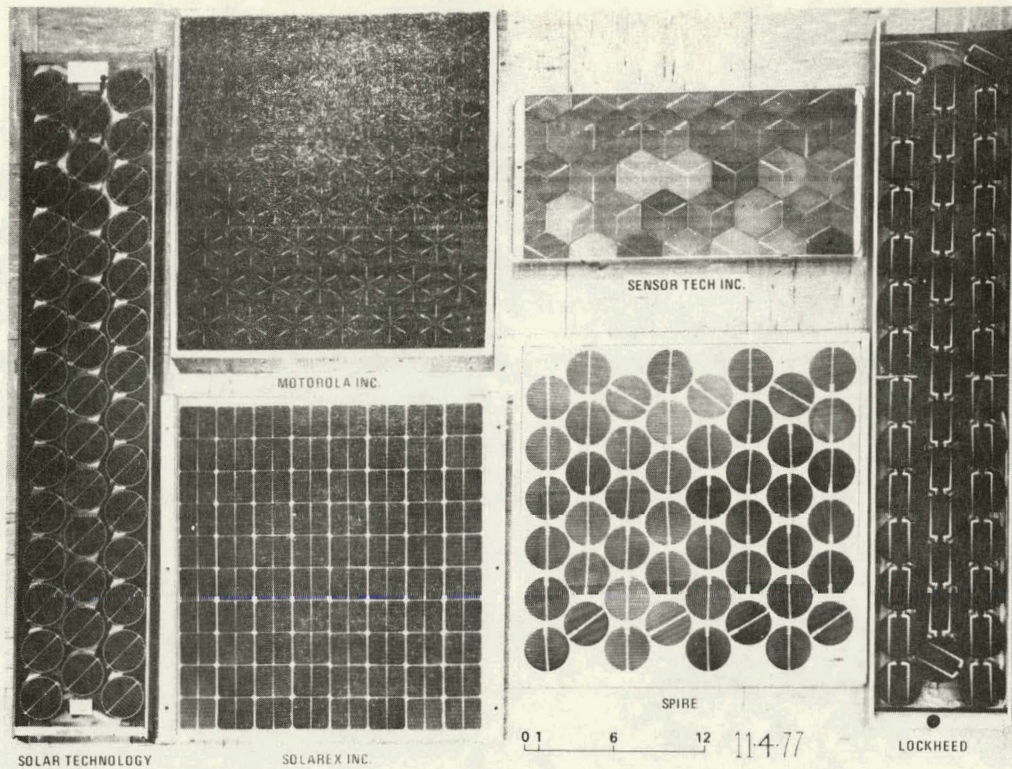 SENSOR TECH INC.
MOTOROLA INC.
SPIRE
0 1 6 12
11·4·77
LOCKHEED
SOLAR TECHNOLOGY
SOLAREX INC.